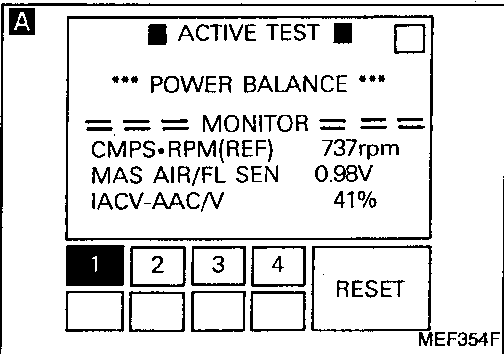 A
■ ACTIVE TEST ■
*** POWER BALANCE ***
= = = MONITOR = = =
CMPS•RPM(REF) 737rpm
MAS AIR/FL SEN 0.98V
IACV-AAC/V 41%
1 2 3 4
RESET
MEF354F